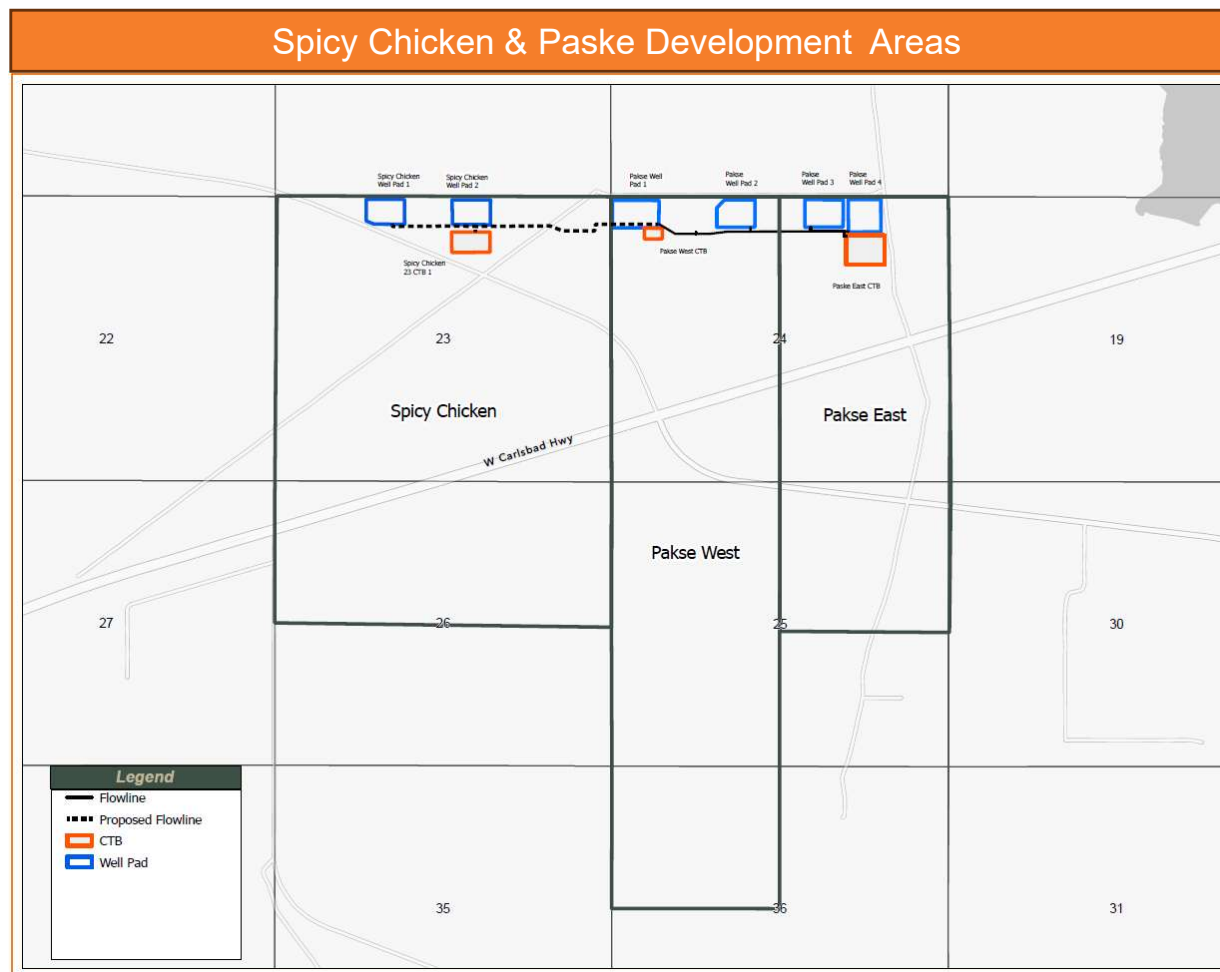 Spicy Chicken & Paske Development Areas
Spicy Chicken
Well Pad 1
Spicy Chicken
Well Pad 2
Pakse Well
Pad 1
Pakse
Well Pad 2
Pakse
Well Pad 3
Pakse
Well Pad 4
Pakse West CTB
Spicy Chicken
23 CTB 1
Paske East CTB
22
23
24
19
Spicy Chicken
Pakse East
W Carlsbad Hwy
Pakse West
27
26
25
30
Legend
Flowline
Proposed Flowline
CTB
Well Pad
35
36
31